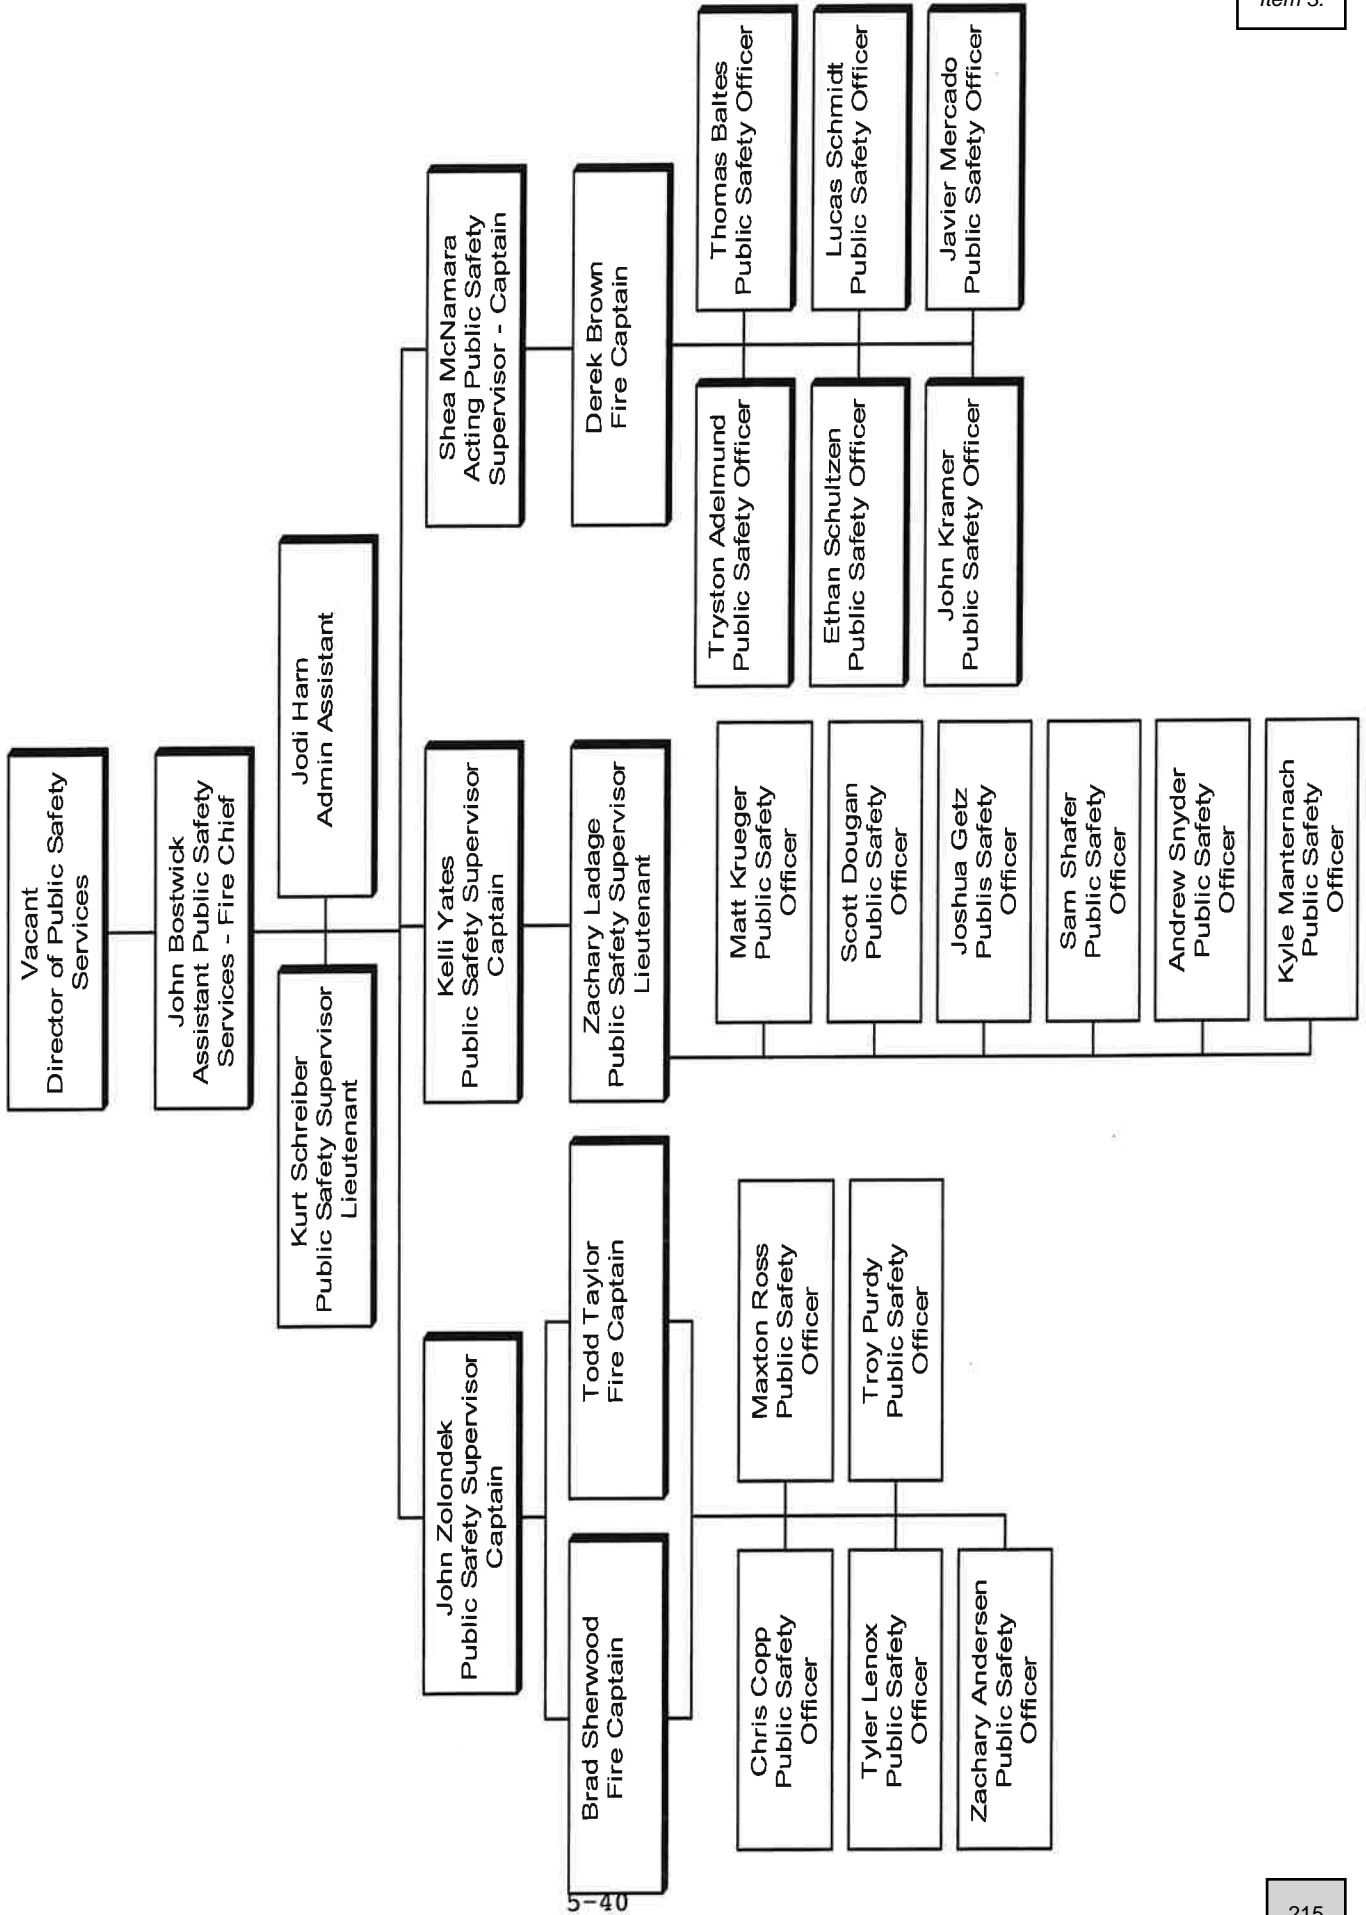 Item 3.
Vacant
Director of Public Safety
Services
John Bostwick
Assistant Public Safety
Services - Fire Chief
Kurt Schreiber
Public Safety Supervisor
Lieutenant
Jodi Harn
Admin Assistant
John Zolondek
Public Safety Supervisor
Captain
Kelli Yates
Public Safety Supervisor
Captain
Shea McNamara
Acting Public Safety
Supervisor - Captain
Brad Sherwood
Fire Captain
Todd Taylor
Fire Captain
Zachary Ladage
Public Safety Supervisor
Lieutenant
Derek Brown
Fire Captain
Chris Copp
Public Safety
Officer
Maxton Ross
Public Safety
Officer
Tyler Lenox
Public Safety
Officer
Troy Purdy
Public Safety
Officer
Zachary Andersen
Public Safety
Officer
Matt Krueger
Public Safety
Officer
Scott Dougan
Public Safety
Officer
Joshua Getz
Publis Safety
Officer
Sam Shafer
Public Safety
Officer
Andrew Snyder
Public Safety
Officer
Kyle Manternach
Public Safety
Officer
Tryston Adelmund
Public Safety Officer
Thomas Baltes
Public Safety Officer
Ethan Schultzen
Public Safety Officer
Lucas Schmidt
Public Safety Officer
John Kramer
Public Safety Officer
Javier Mercado
Public Safety Officer
5-40
215